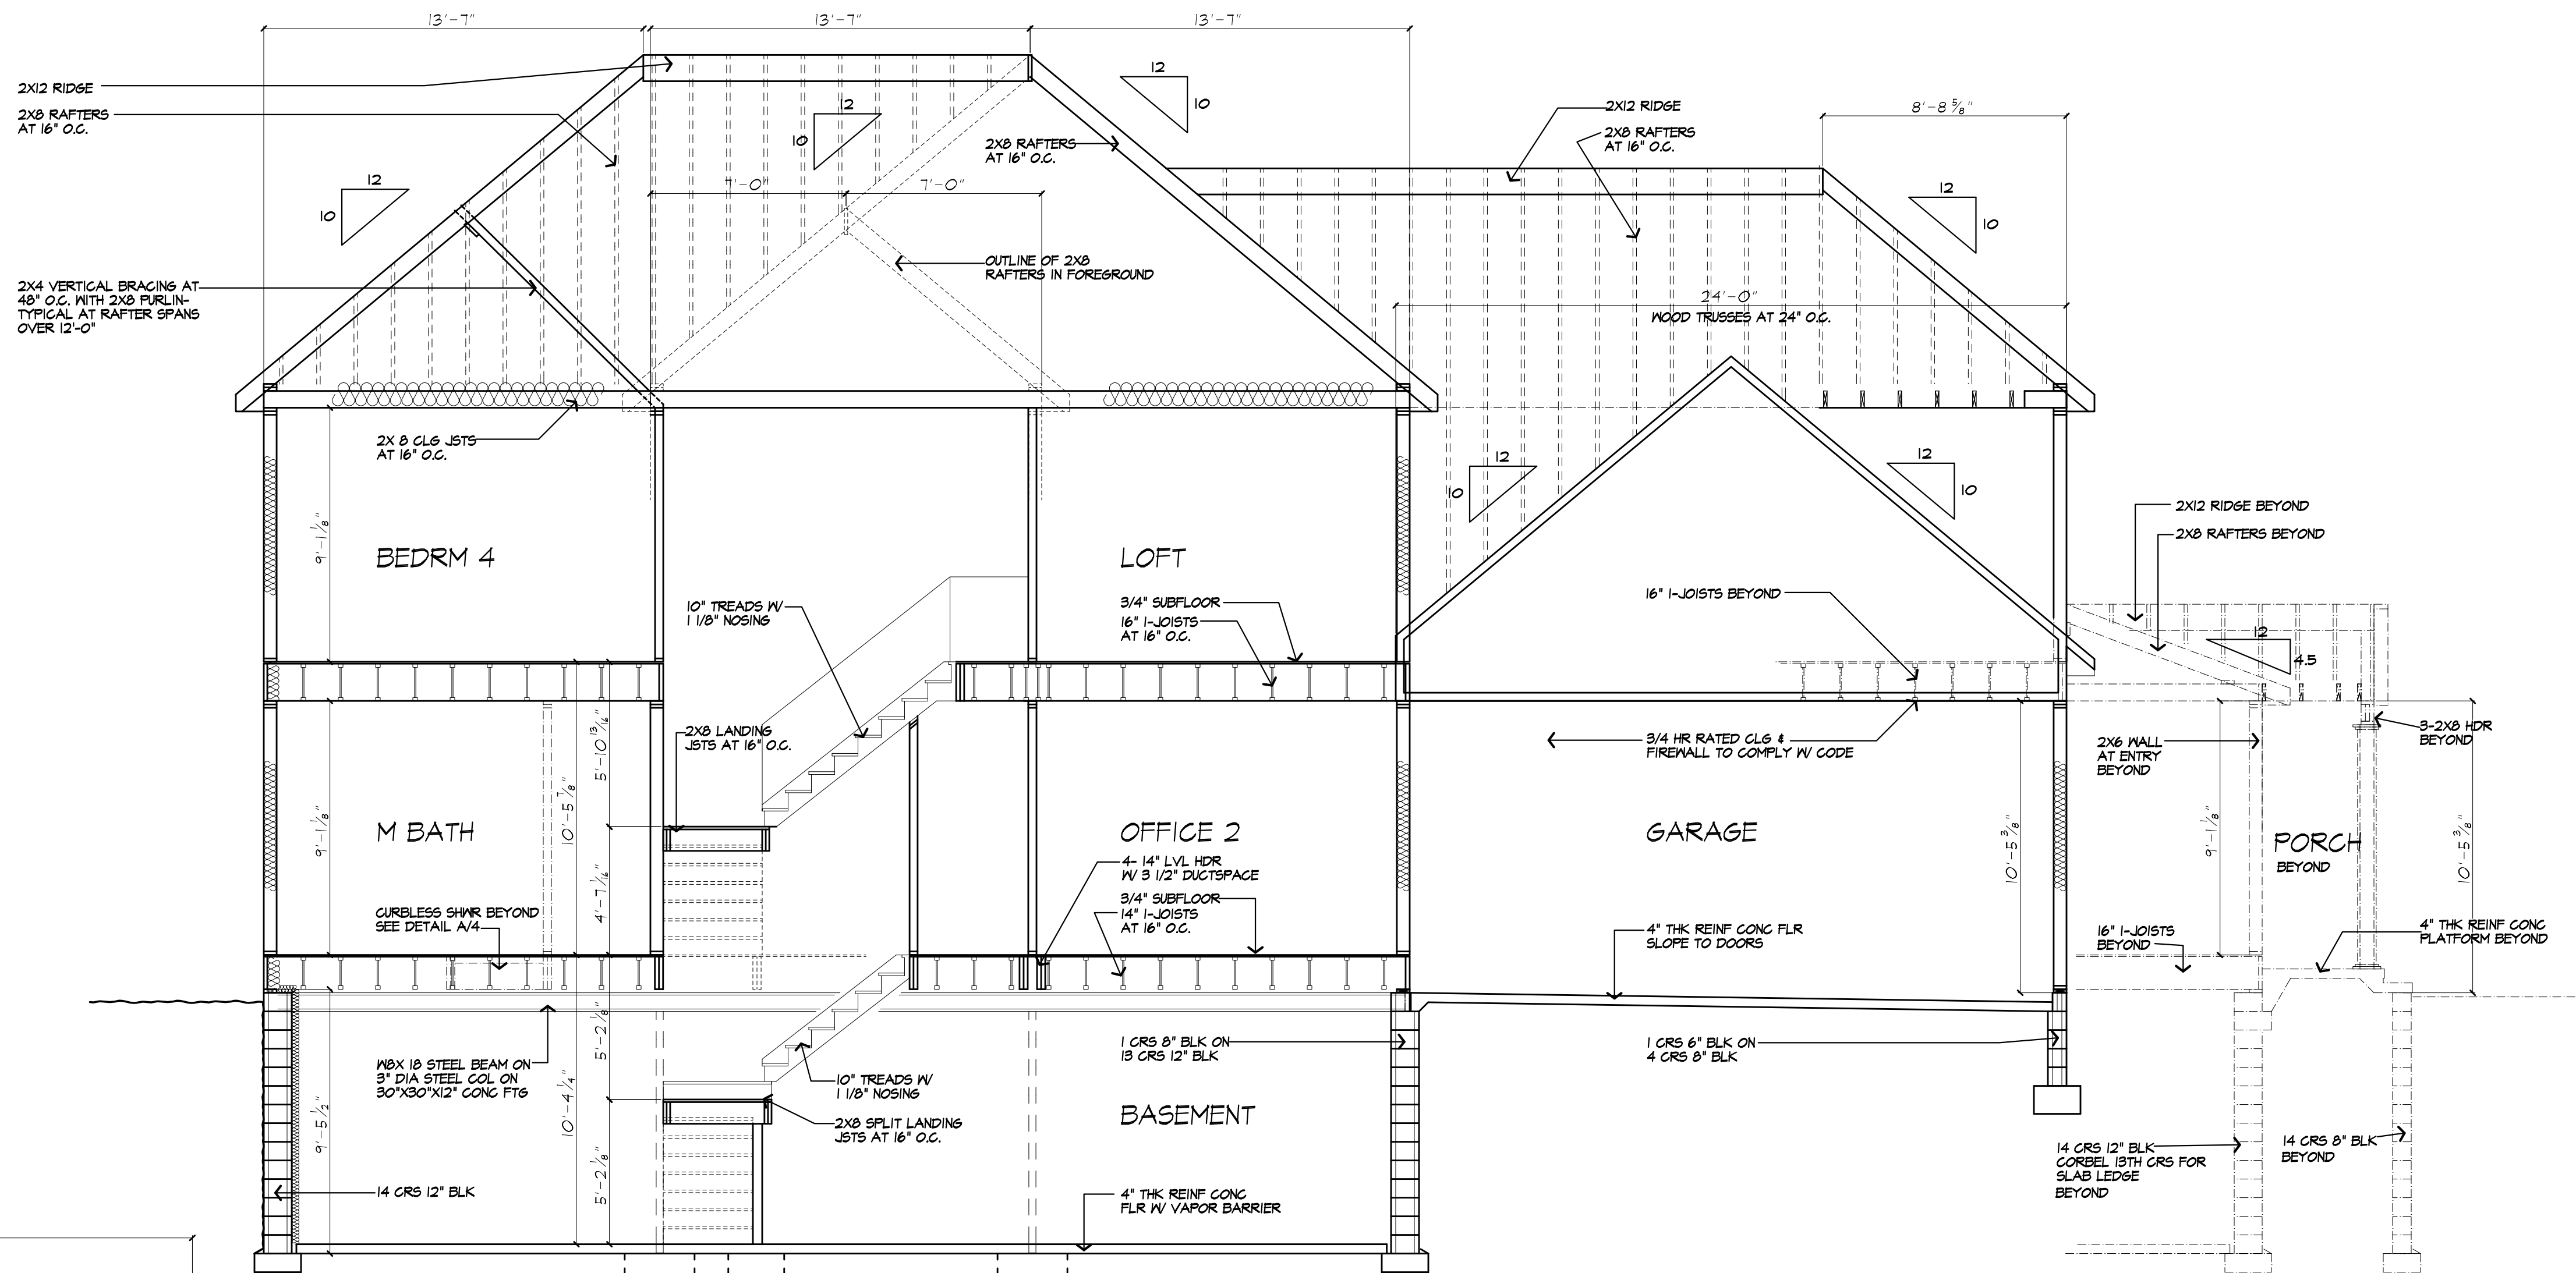 13'-7"
13'-7"
13'-7"
2X12 RIDGE
2X8 RAFTERS
AT 16" O.C.
12
10
12
10
2X8 RAFTERS
AT 16" O.C.
12
10
7'-0"
7'-0"
2X12 RIDGE
2X8 RAFTERS
AT 16" O.C.
8'-8 5/8"
12
10
OUTLINE OF 2X8
RAFTERS IN FOREGROUND
2X4 VERTICAL BRACING AT
48" O.C. WITH 2X8 PURLIN-
TYPICAL AT RAFTER SPANS
OVER 12'-0"
24'-0"
WOOD TRUSSES AT 24" O.C.
2X 8 CLG JSTS
AT 16" O.C.
12
10
12
10
9'-1 1/8"
BEDRM 4
LOFT
2X12 RIDGE BEYOND
2X8 RAFTERS BEYOND
10" TREADS W/
1 1/8" NOSING
3/4" SUBFLOOR
16" I-JOISTS
AT 16" O.C.
16" I-JOISTS BEYOND
12
4.5
2X8 LANDING
JSTS AT 16" O.C.
3/4 HR RATED CLG &
FIREWALL TO COMPLY W/ CODE
2X6 WALL
AT ENTRY
BEYOND
3-2X8 HDR
BEYOND
9'-1 1/8"
M BATH
10'-5 7/8"
5'-10 13/16"
4'-7 1/16"
OFFICE 2
4- 14" LVL HDR
W/ 3 1/2" DUCTSPACE
3/4" SUBFLOOR
14" I-JOISTS
AT 16" O.C.
GARAGE
10'-5 3/8"
9'-1 1/8"
PORCH
BEYOND
10'-5 3/8"
CURBLESS SHWR BEYOND
SEE DETAIL A/4
4" THK REINF CONC FLR
SLOPE TO DOORS
16" I-JOISTS
BEYOND
4" THK REINF CONC
PLATFORM BEYOND
W8X 18 STEEL BEAM ON
3" DIA STEEL COL ON
30"X30"X12" CONC FTG
9'-5 1/2"
10'-4 1/4"
5'-2 1/8"
5'-2 1/8"
10" TREADS W/
1 1/8" NOSING
2X8 SPLIT LANDING
JSTS AT 16" O.C.
1 CRS 8" BLK ON
13 CRS 12" BLK
1 CRS 6" BLK ON
4 CRS 8" BLK
BASEMENT
14 CRS 12" BLK
4" THK REINF CONC
FLR W/ VAPOR BARRIER
14 CRS 12" BLK
CORBEL 13TH CRS FOR
SLAB LEDGE
BEYOND
14 CRS 8" BLK
BEYOND